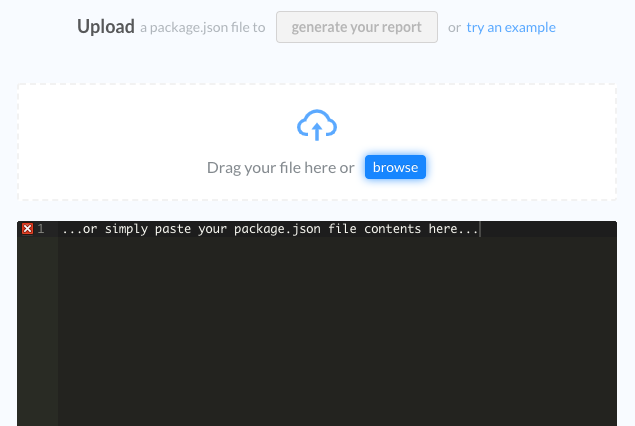 Upload a package.json file to generate your report or try an example
Drag your file here or browse
1 ...or simply paste your package.json file contents here...